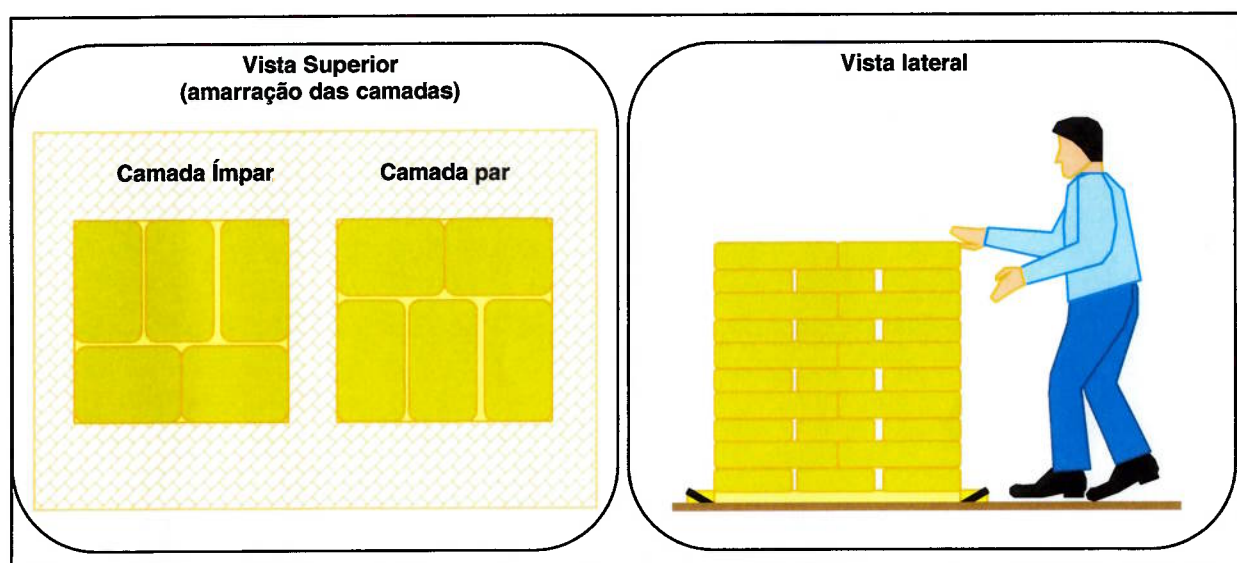 Vista Superior
(amarração das camadas)
Camada Ímpar
Camada par
Vista lateral